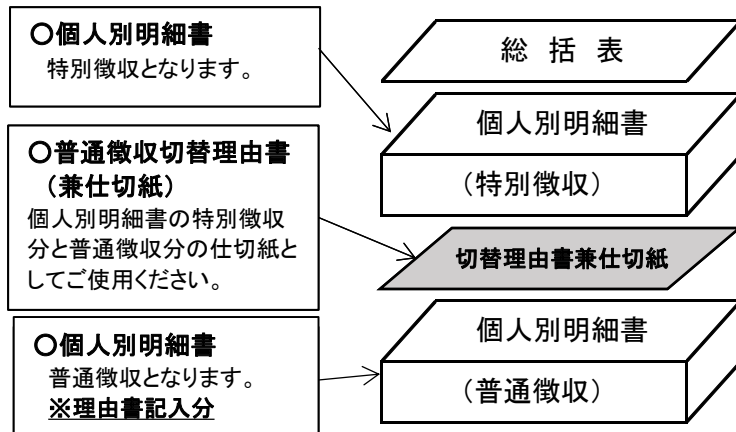 〇個人別明細書
特別徴収となります。
〇普通徴収切替理由書
（兼仕切紙）
個人別明細書の特別徴収
分と普通徴収分の仕切紙と
してご使用ください。
〇個人別明細書
普通徴収となります。
※理由書記入分
総 括 表
個人別明細書
（特別徴収）
切替理由書兼仕切紙
個人別明細書
（普通徴収）